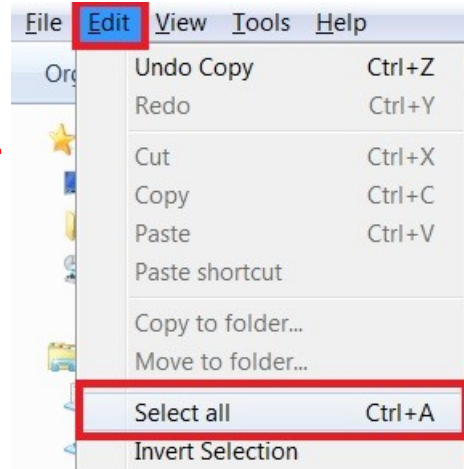 File Edit View Tools Help
Org
Undo Copy Ctrl+Z
Redo Ctrl+Y
Cut Ctrl+X
Copy Ctrl+C
Paste Ctrl+V
Paste shortcut
Copy to folder...
Move to folder...
Select all Ctrl+A
Invert Selection